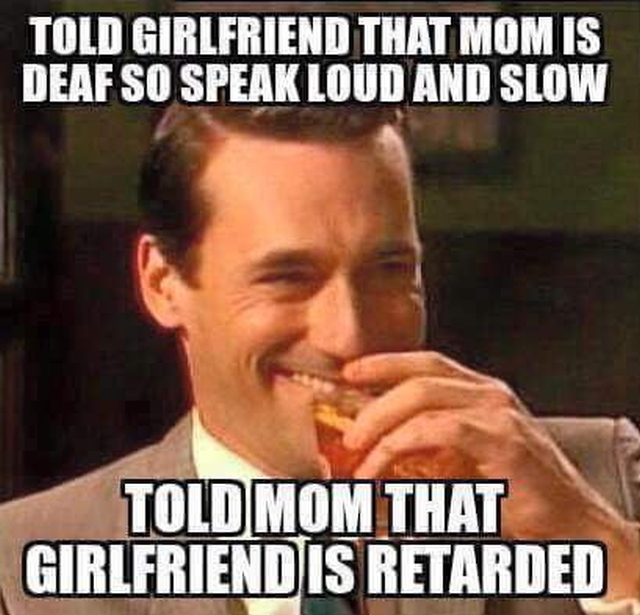 TOLD GIRLFRIEND THAT MOM IS
DEAF SO SPEAK LOUD AND SLOW
TOLD MOM THAT
GIRLFRIEND IS RETARDED